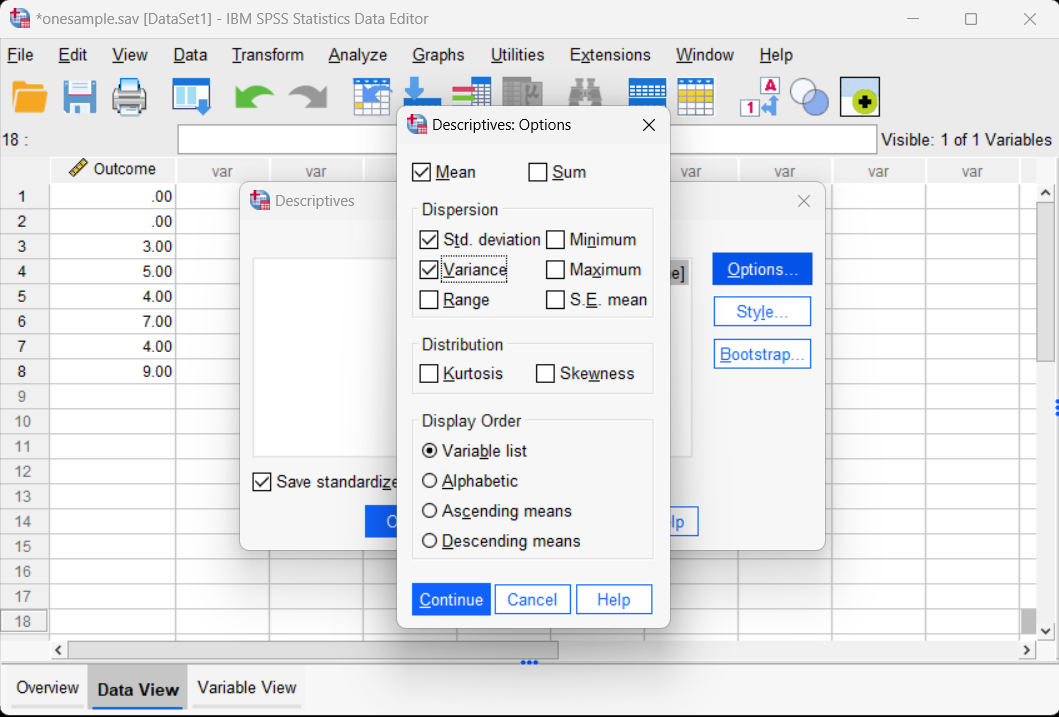 *onesample.sav [DataSet1] - IBM SPSS Statistics Data Editor
File Edit View Data Transform Analyze Graphs Utilities Extensions Window Help
A
1
18 :
Visible: 1 of 1 Variables
Outcome var var var var var var
1 .00
2 .00
3 3.00
4 5.00
5 4.00
6 7.00
7 4.00
8 9.00
9
10
11
12
13
14
15
16
17
18
Descriptives
Options...
Style...
Bootstrap...
Save standardize
Descriptives: Options
Mean Sum
Dispersion
Std. deviation Minimum
Variance Maximum
Range S.E. mean
Distribution
Kurtosis Skewness
Display Order
Variable list
Alphabetic
Ascending means
Descending means
Continue Cancel Help
Overview Data View Variable View